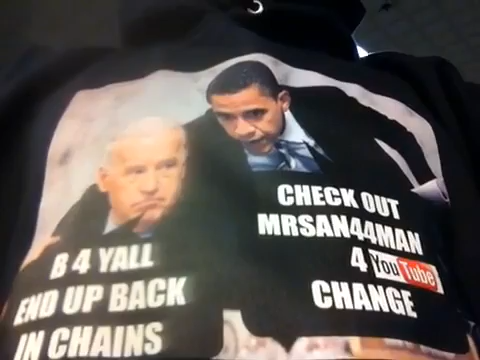 CHECK OUT
MRSAN44MAN
4 YouTube
CHANGE
B 4 YALL
END UP BACK
IN CHAINS